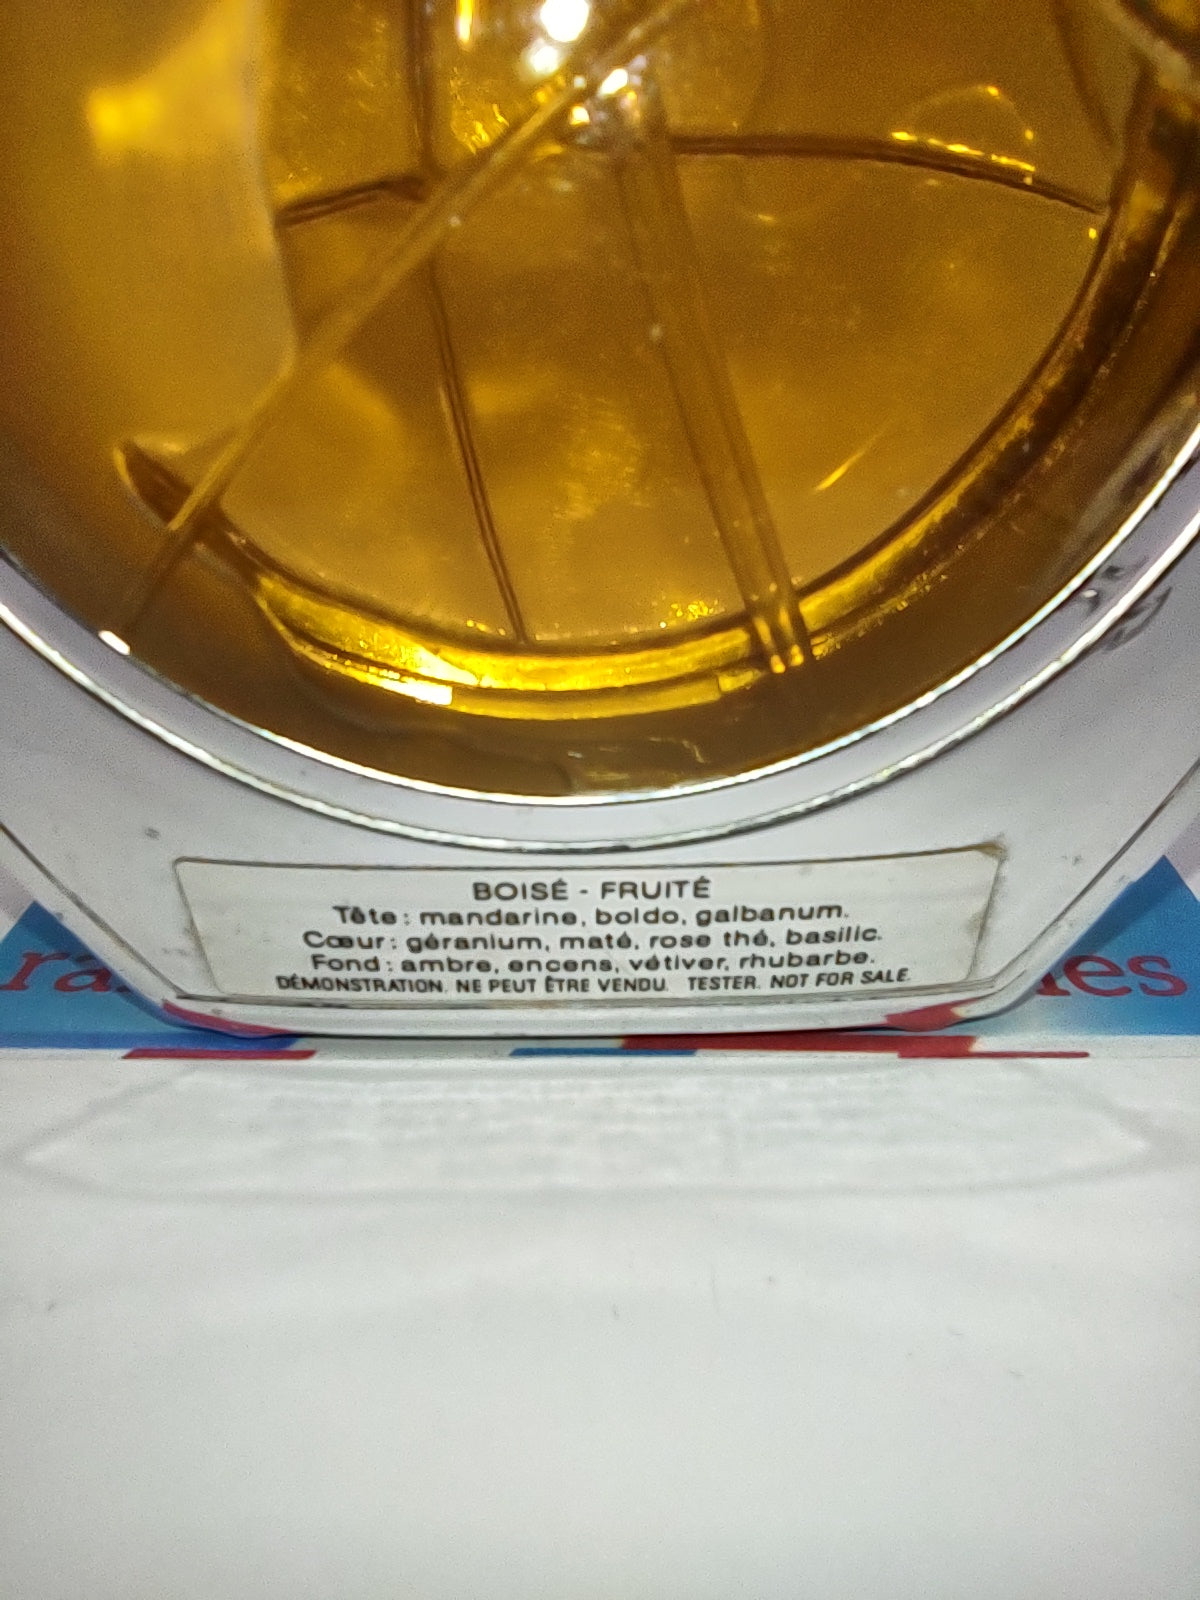 BOISÉ - FRUITÉ
Tête : mandarine, boldo, galbanum.
Cœur : géranium, maté, rose thé, basilic.
Fond : ambre, encens, vétiver, rhubarbe.
DÉMONSTRATION. NE PEUT ÊTRE VENDU. TESTER. NOT FOR SALE.